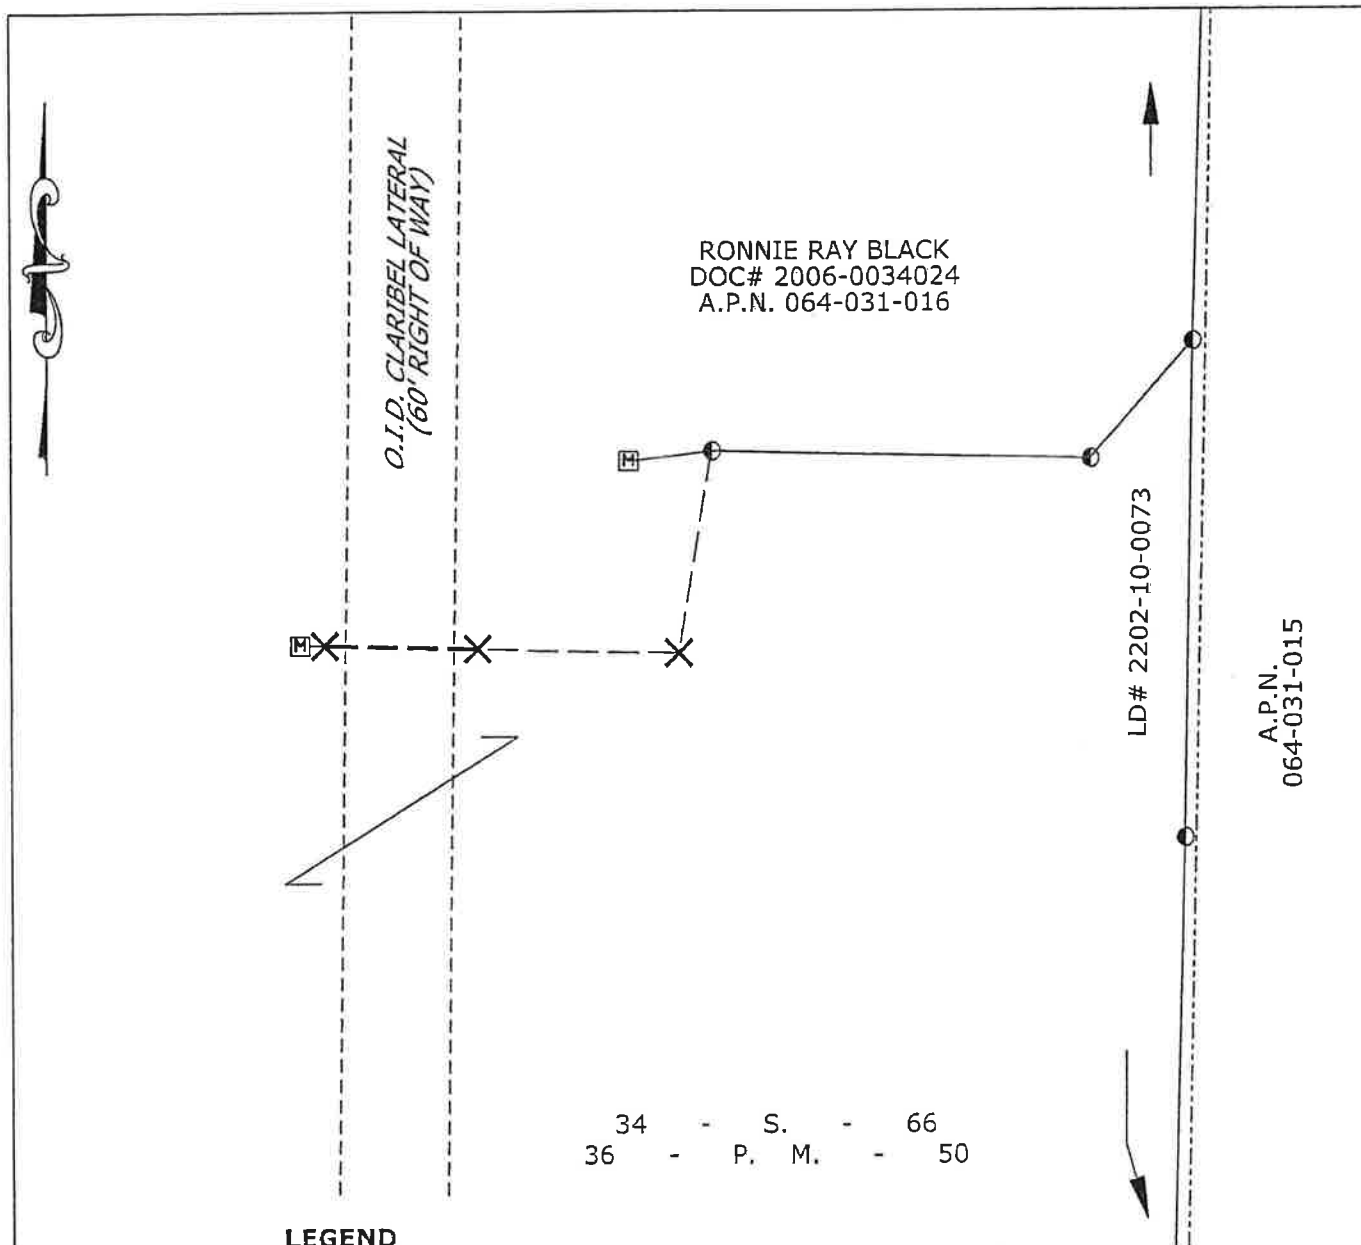 O.I.D. CLARIBEL LATERAL
(60' RIGHT OF WAY)
RONNIE RAY BLACK
DOC# 2006-0034024
A.P.N. 064-031-016
M
M
LD# 2202-10-0073
A.P.N.
064-031-015
34 - S. - 66
36 - P. M. - 50
LEGEND